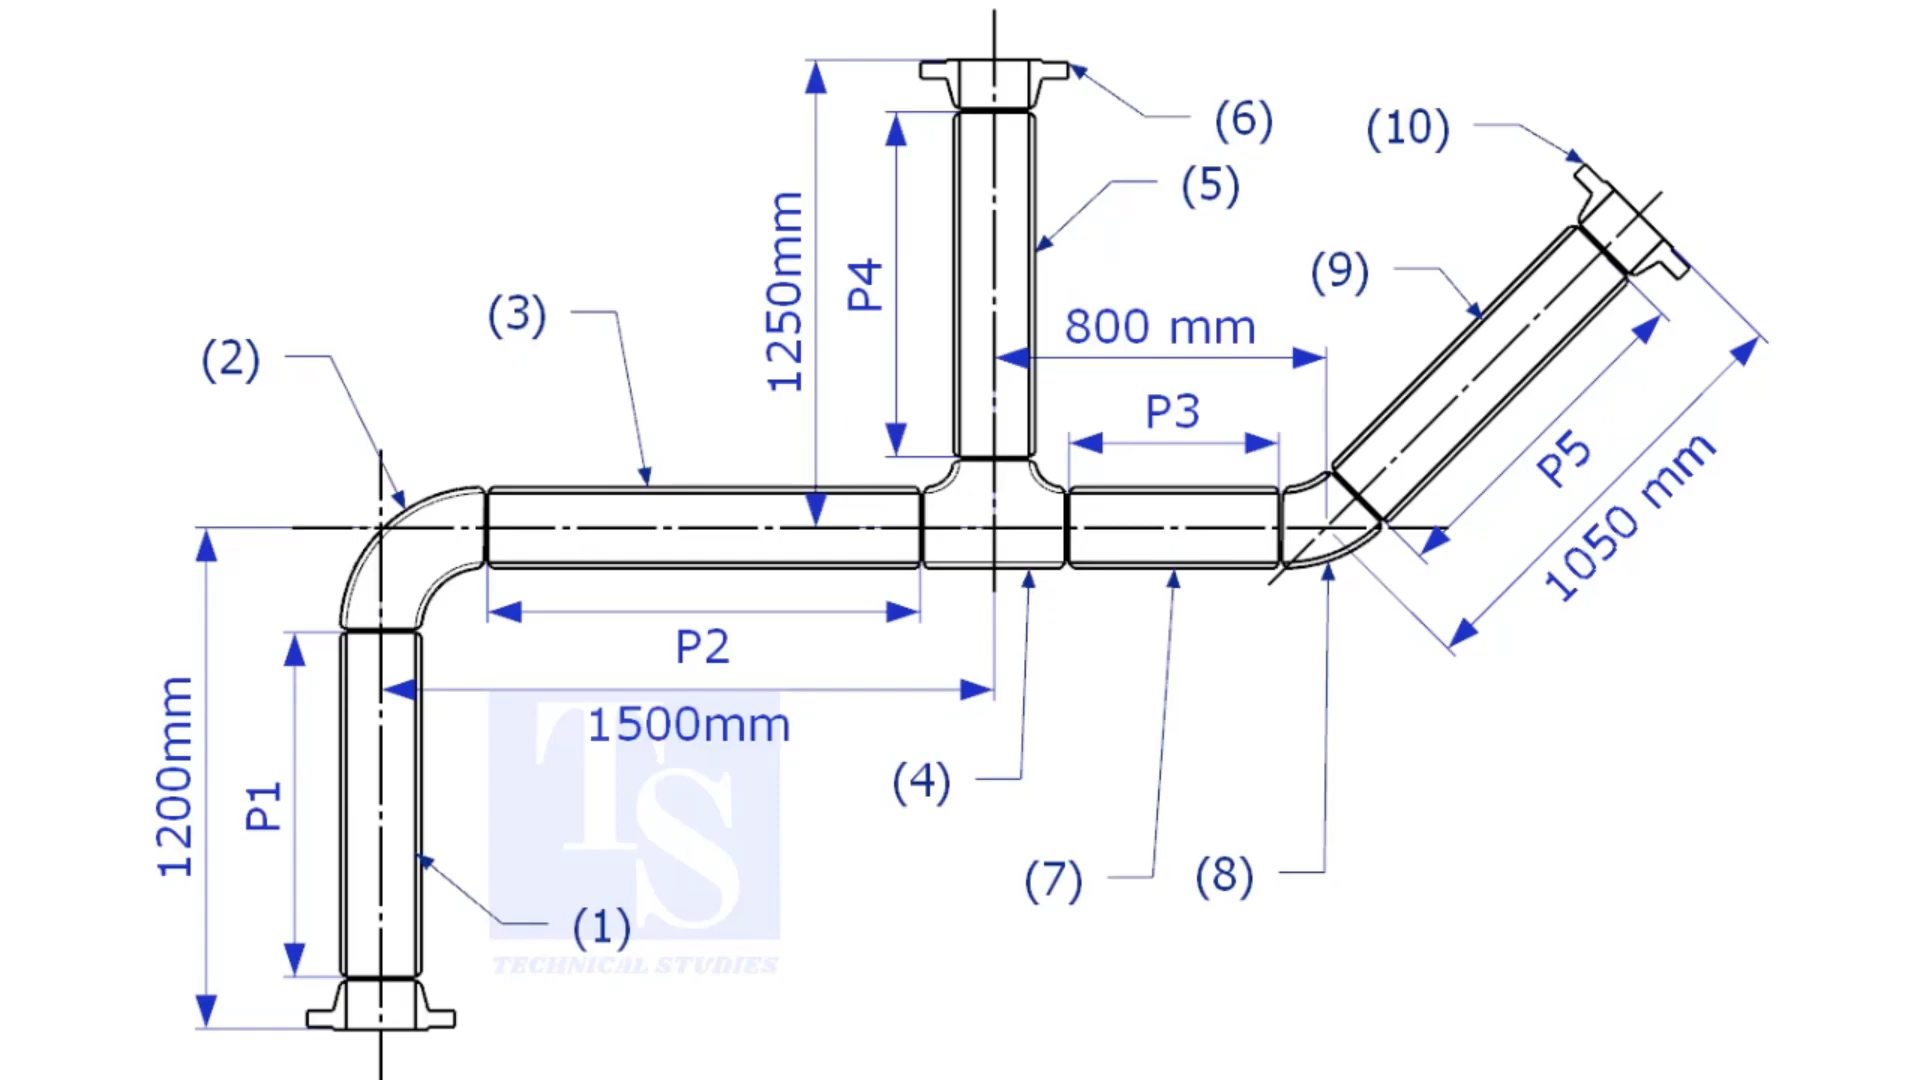 (6)
(10)
(5)
1250mm
P4
(9)
(3)
800 mm
(2)
P3
P5
1050 mm
P2
1500mm
1200mm
P1
(4)
(7)
(8)
(1)
TS
TECHNICAL STUDIES